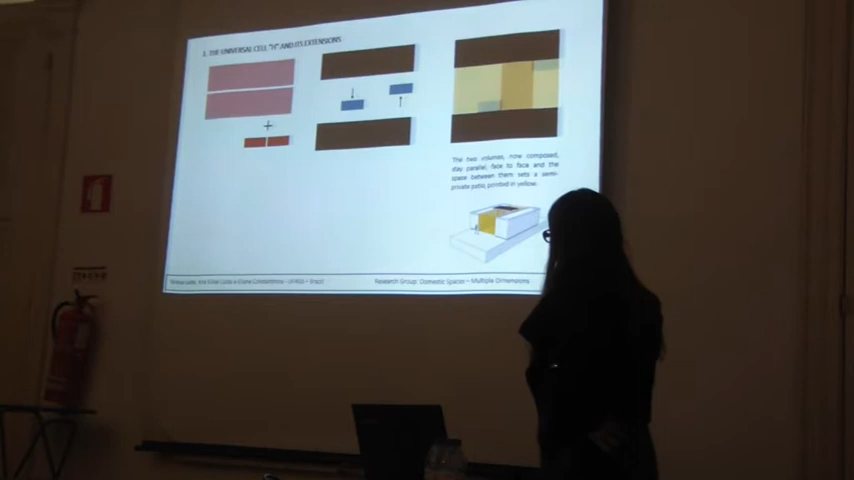 1. THE UNIVERSAL CELL "H" AND ITS EXTENSIONS
The two volumes, now composed,
stay parallel, face to face and the
space between them sets a semi-
private patio, pointed in yellow.
Research Group: Domestic Spaces - Multiple Dimensions